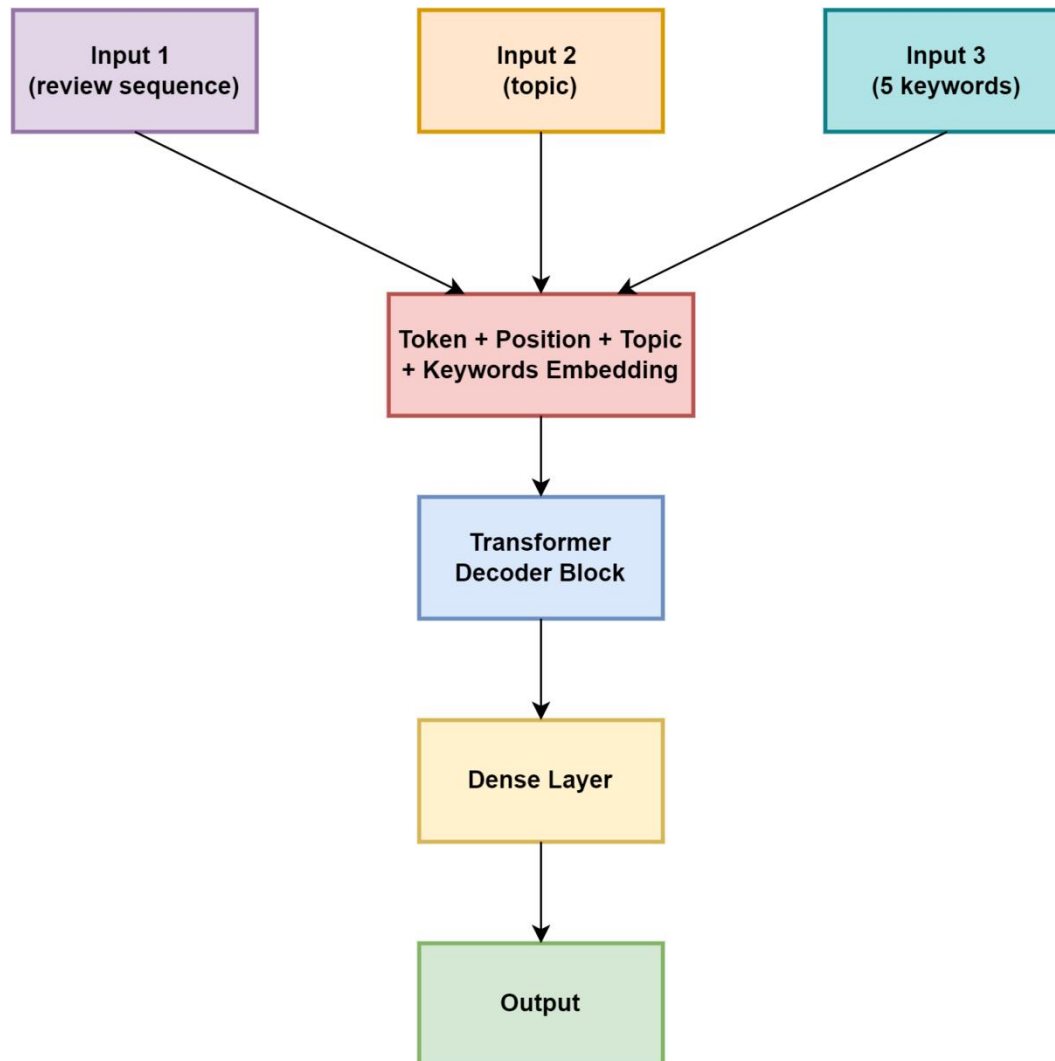 Input 1
(review sequence)
Input 2
(topic)
Input 3
(5 keywords)
Token + Position + Topic
+ Keywords Embedding
Transformer
Decoder Block
Dense Layer
Output